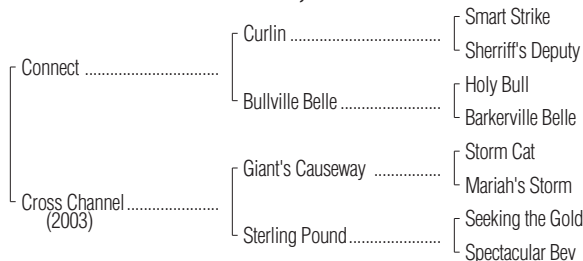 Smart Strike
Curlin ................................................
Sherriff's Deputy
Connect ..........................................
Holy Bull
Bullville Belle ................................
Barkerville Belle
Storm Cat
Giant's Causeway .....................
Mariah's Storm
Cross Channel .............................
(2003)
Seeking the Gold
Sterling Pound .............................
Spectacular Bev